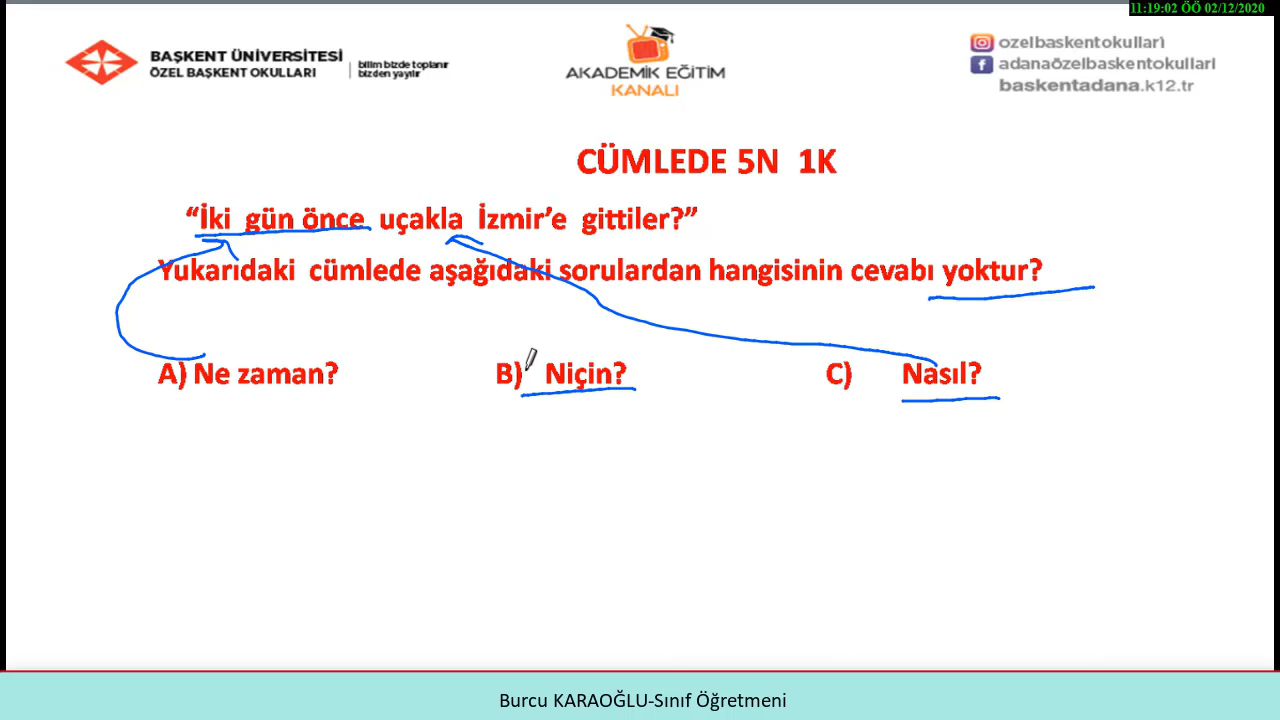 11:19:02 ÖÖ 02/12/2020
BAŞKENT ÜNİVERSİTESİ
ÖZEL BAŞKENT OKULLARI
bilim bizde toplanır
bizden yayılır
AKADEMİK EĞİTİM
KANALI
ozelbaskentokullari
adanaözelbaskentokullari
baskentadana.k12.tr
CÜMLEDE 5N 1K
“İki gün önce uçakla İzmir’e gittiler?”
Yukarıdaki cümlede aşağıdaki sorulardan hangisinin cevabı yoktur?
A) Ne zaman? B) Niçin? C) Nasıl?
Burcu KARAOĞLU-Sınıf Öğretmeni